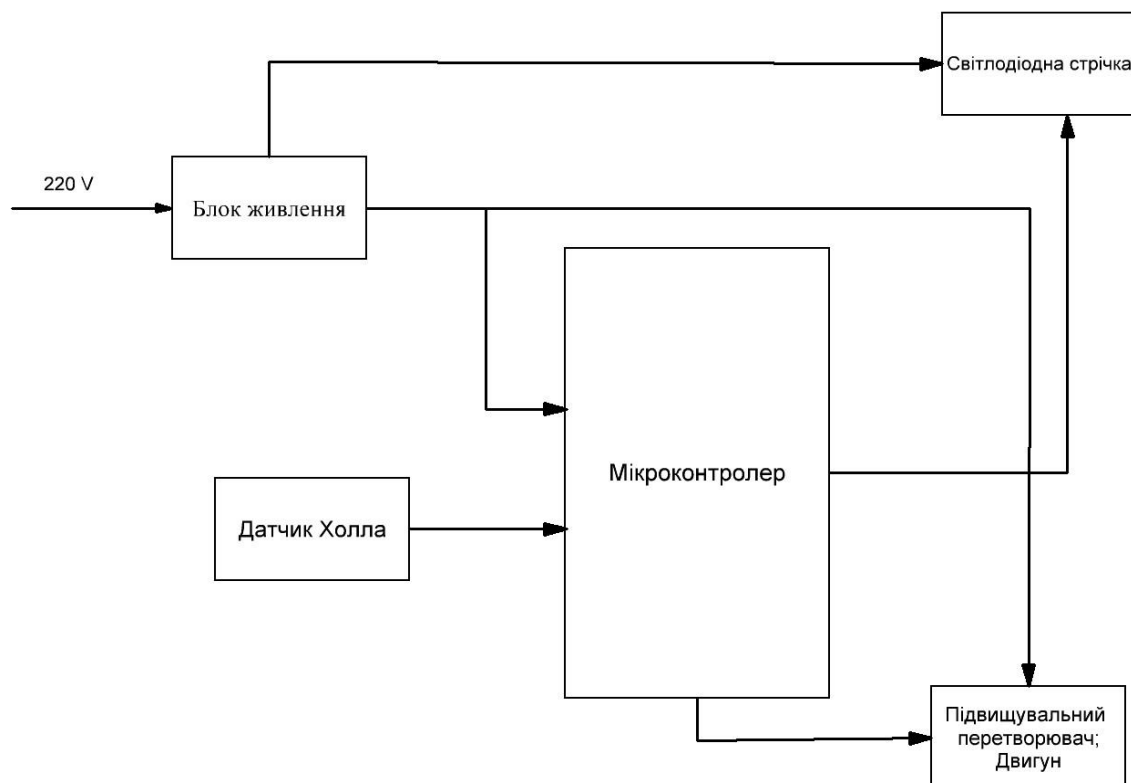 Світлодіодна стрічка
220 V
Блок живлення
Мікроконтролер
Датчик Холла
Підвищувальний
перетворювач;
Двигун